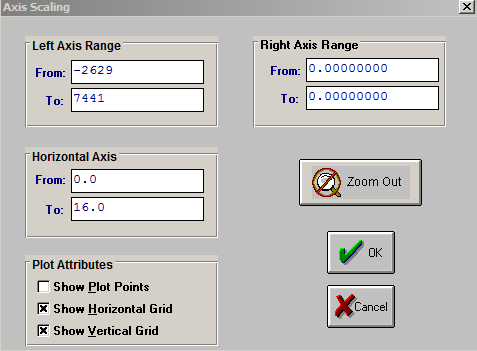 Axis Scaling
Left Axis Range
From: -2629
To: 7441
Right Axis Range
From: 0.00000000
To: 0.00000000
Horizontal Axis
From: 0.0
To: 16.0
Zoom Out
OK
Cancel
Plot Attributes
Show Plot Points
Show Horizontal Grid
Show Vertical Grid